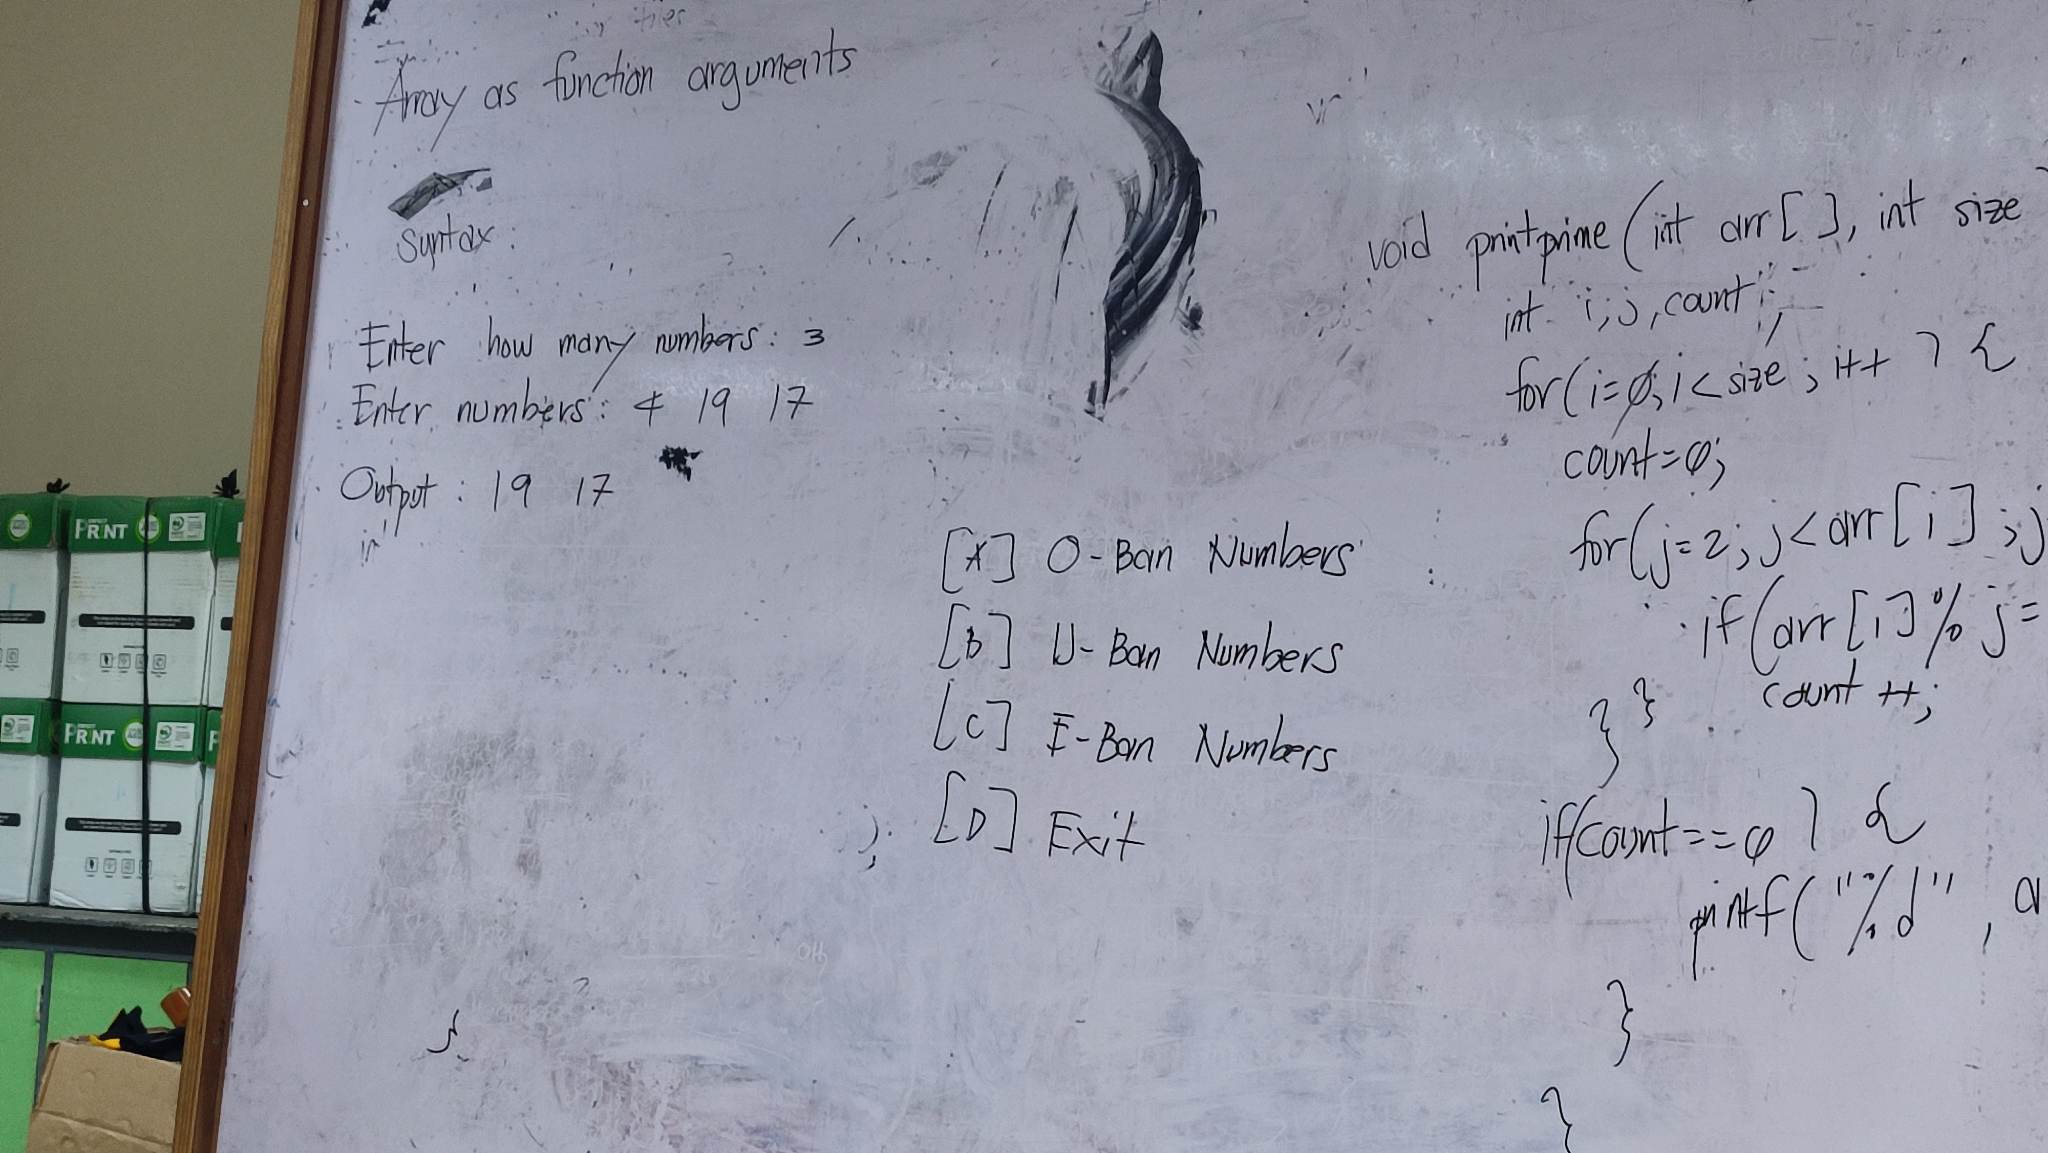 Array as function arguments
Syntax:
Enter how many numbers: 3
Enter numbers: 4 19 17
Output: 19 17
[A] O-Ban Numbers
[B] U-Ban Numbers
[C] E-Ban Numbers
[D] Exit
void printprime (int arr[], int size)
int i, j, count;
for(i=0; i<size; i++) {
count=0;
for(j=2; j<arr[i]; j
if(arr[i]%j=
count++;
} }
if(count==0) {
printf("%d", a
}
}
PRINT
PRINT